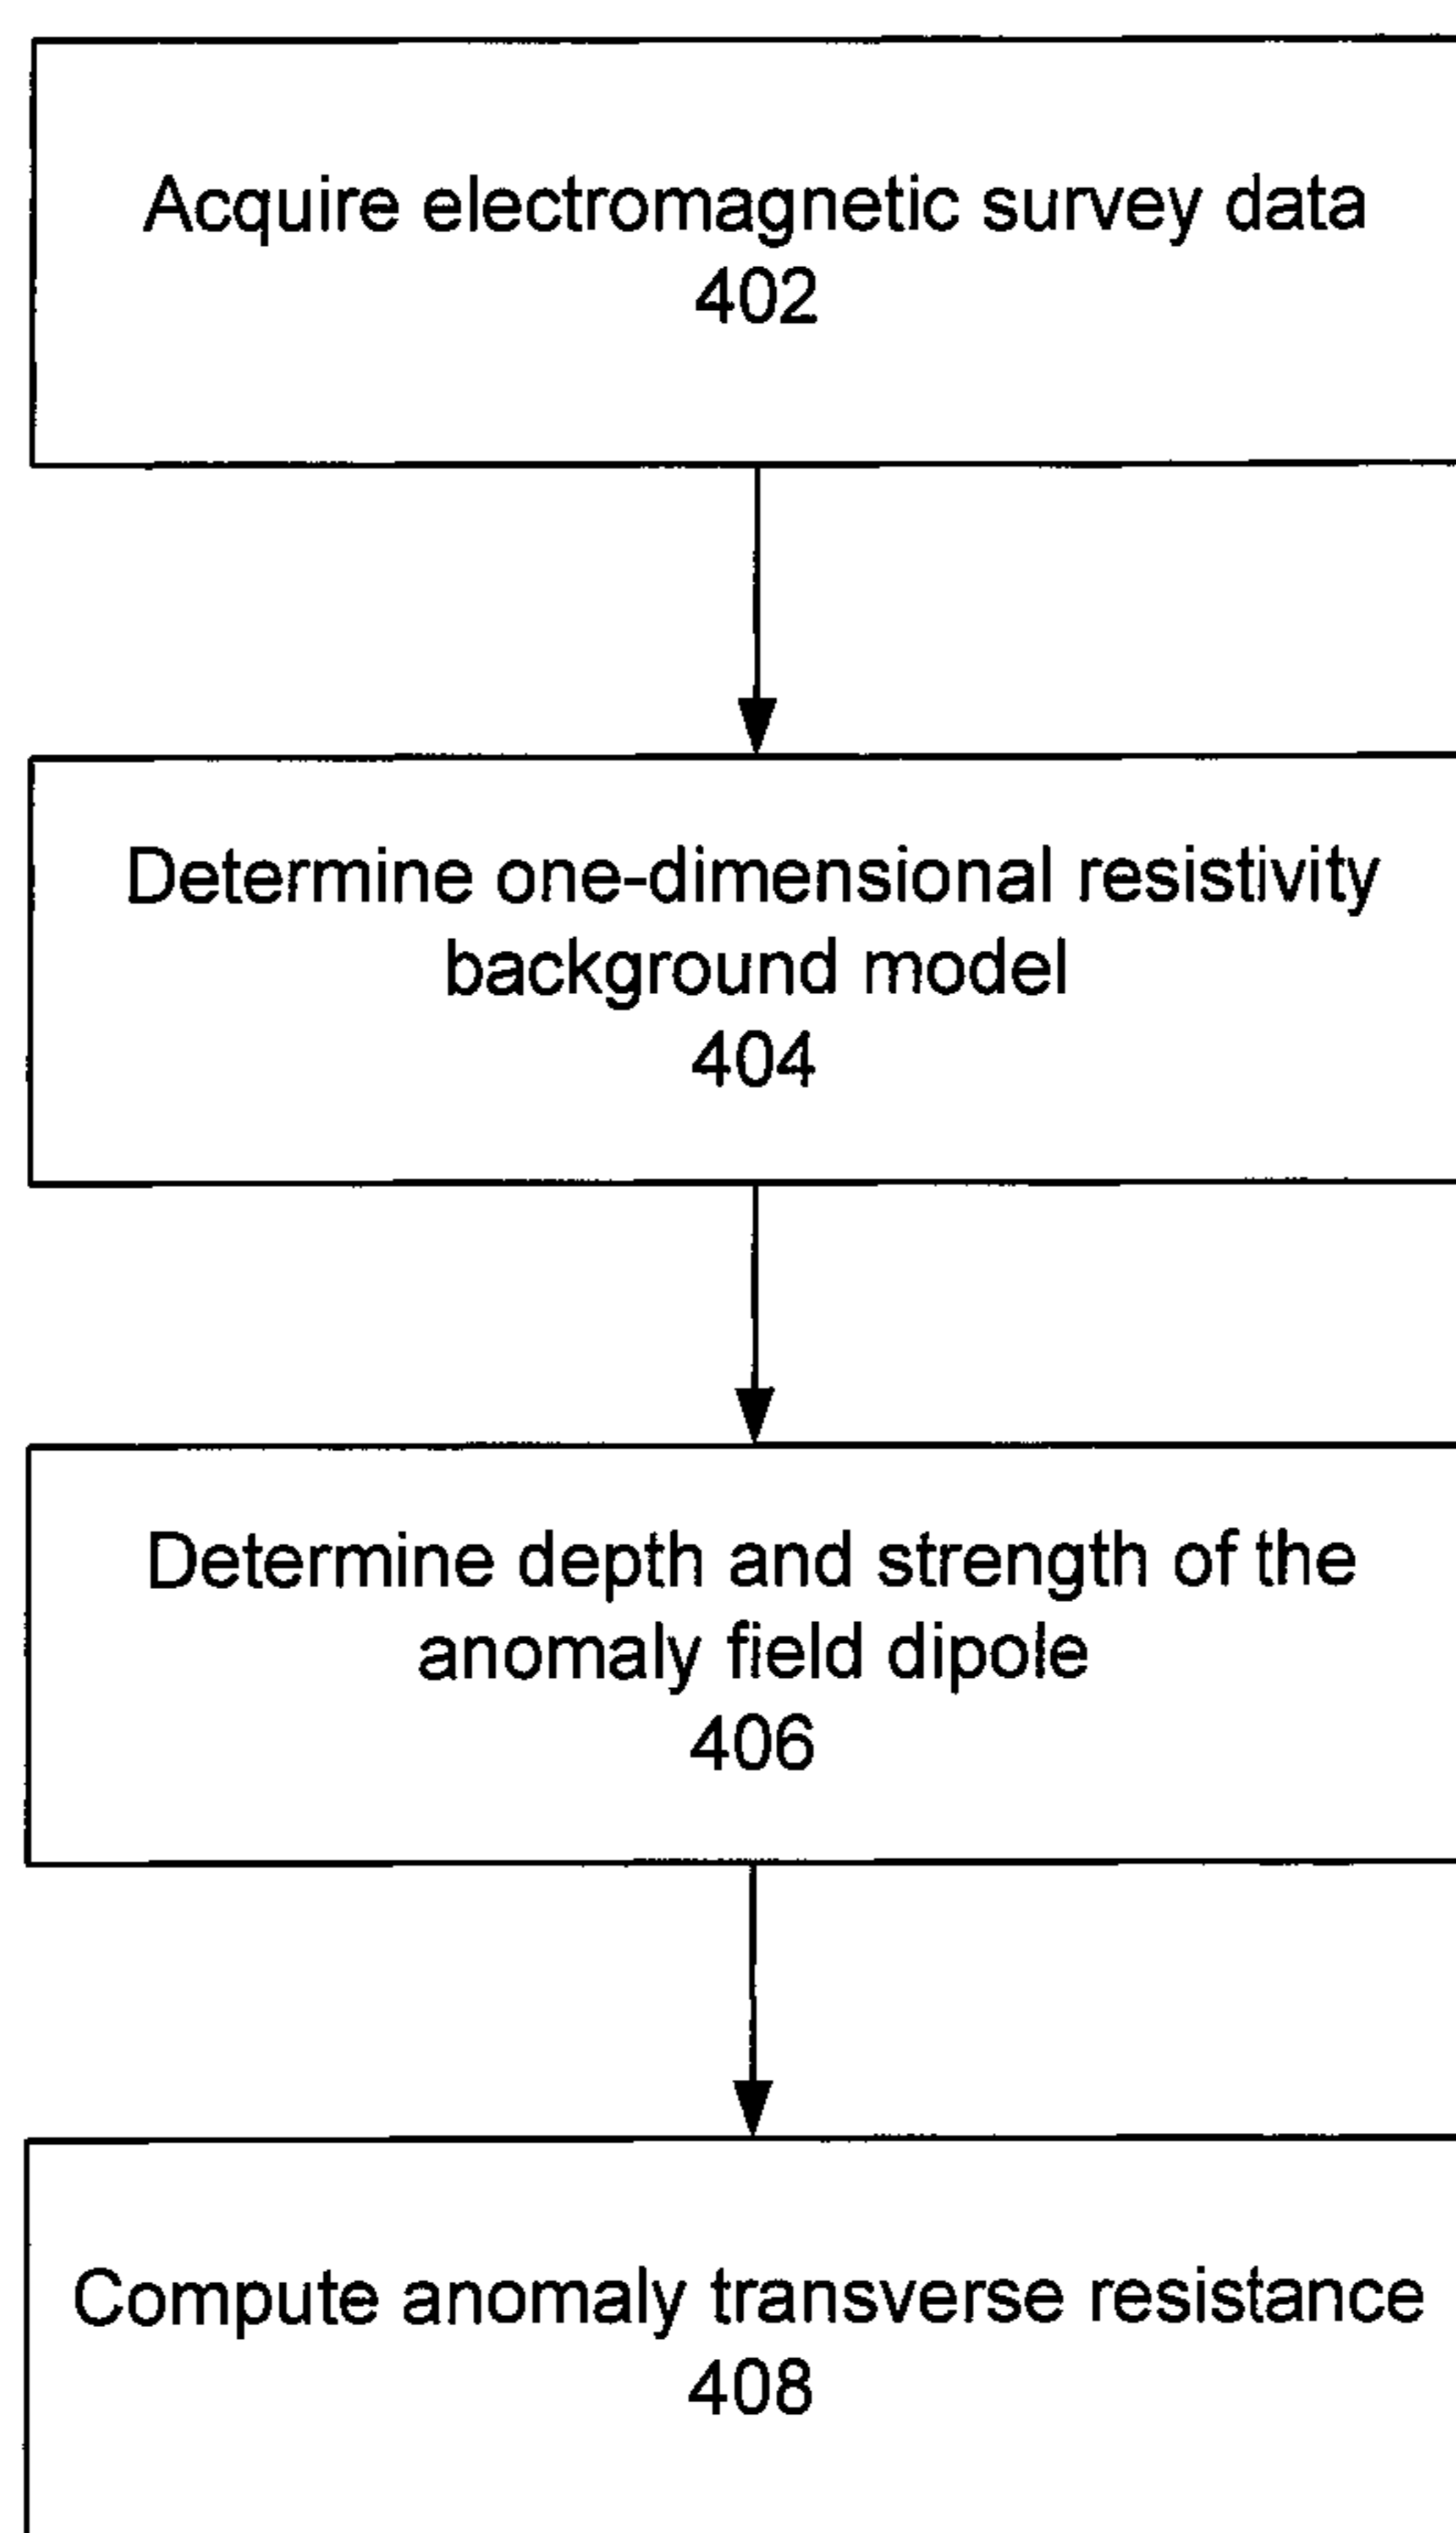 Acquire electromagnetic survey data
402
Determine one-dimensional resistivity
background model
404
Determine depth and strength of the
anomaly field dipole
406
Compute anomaly transverse resistance
408